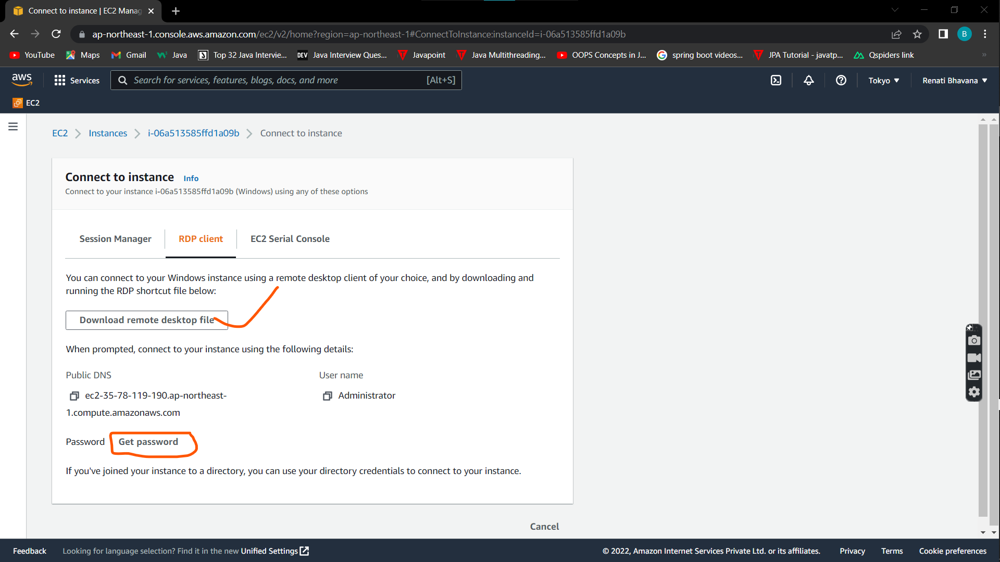 Connect to instance | EC2 Manag
ap-northeast-1.console.aws.amazon.com/ec2/v2/home?region=ap-northeast-1#ConnectToInstance:instanceId=i-06a513585ffd1a09b
B
YouTube Maps Gmail Java Top 32 Java Intervie... DEV Java Interview Ques... Javapoint Java Multithreading... OOPS Concepts in J... spring boot videos... JPA Tutorial - javatp... Qspiders link »
aws Services Search for services, features, blogs, docs, and more [Alt+S] Tokyo Renati Bhavana
EC2
EC2 Instances i-06a513585ffd1a09b Connect to instance
Connect to instance Info
Connect to your instance i-06a513585ffd1a09b (Windows) using any of these options
Session Manager RDP client EC2 Serial Console
You can connect to your Windows instance using a remote desktop client of your choice, and by downloading and
running the RDP shortcut file below:
Download remote desktop file
When prompted, connect to your instance using the following details:
Public DNS User name
ec2-35-78-119-190.ap-northeast- Administrator
1.compute.amazonaws.com
Password Get password
If you've joined your instance to a directory, you can use your directory credentials to connect to your instance.
Cancel
Feedback Looking for language selection? Find it in the new Unified Settings © 2022, Amazon Internet Services Private Ltd. or its affiliates. Privacy Terms Cookie preferences